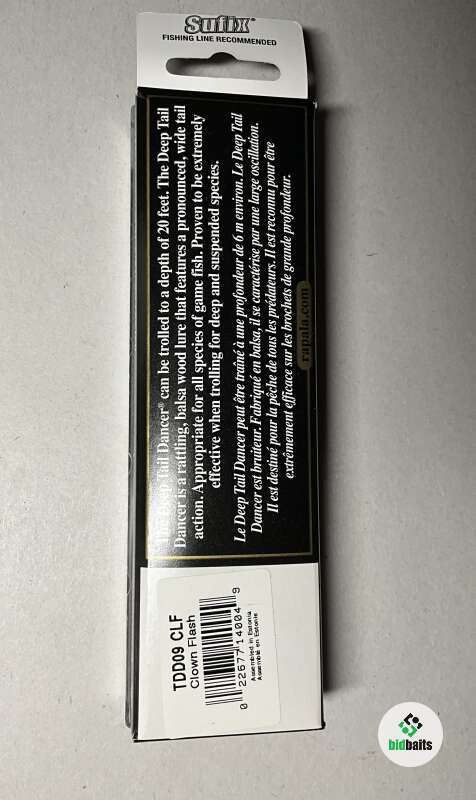 Sufix
FISHING LINE RECOMMENDED
The Deep Tail Dancer® can be trolled to a depth of 20 feet. The Deep Tail
Dancer is a rattling, balsa wood lure that features a pronounced, wide tail
action. Appropriate for all species of game fish. Proven to be extremely
effective when trolling for deep and suspended species.
Le Deep Tail Dancer peut être traîné à une profondeur de 6 m environ. Le Deep Tail
Dancer est bruiteur. Fabriqué en balsa, il se caractérise par une large oscillation.
Il est destiné pour la pêche de tous les prédateurs. Il est reconnu pour être
extrêmement efficace sur les brochets de grande profondeur.
rapala.com
TDD09 CLF
Clown Flash
0 22677 14004 9
Assembled in Estonia
Assemblé en Estonie
bidbaits